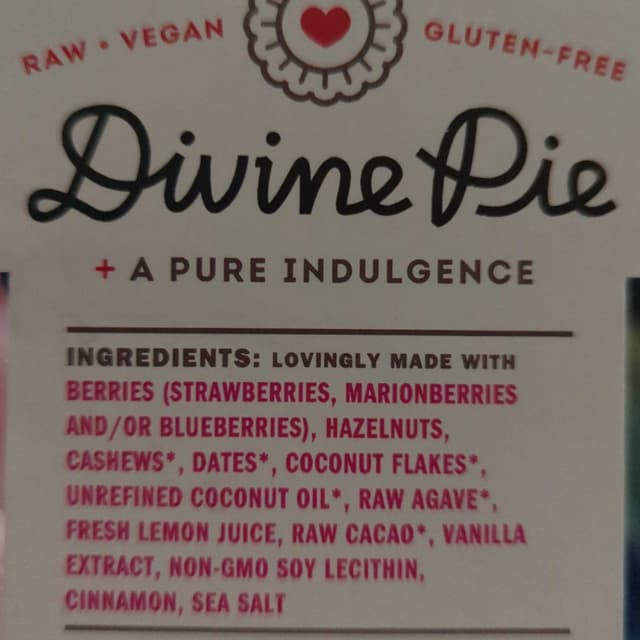 RAW • VEGAN GLUTEN-FREE
Divine Pie
+ A PURE INDULGENCE
INGREDIENTS: LOVINGLY MADE WITH
BERRIES (STRAWBERRIES, MARIONBERRIES
AND/OR BLUEBERRIES), HAZELNUTS,
CASHEWS*, DATES*, COCONUT FLAKES*,
UNREFINED COCONUT OIL*, RAW AGAVE*,
FRESH LEMON JUICE, RAW CACAO*, VANILLA
EXTRACT, NON-GMO SOY LECITHIN,
CINNAMON, SEA SALT